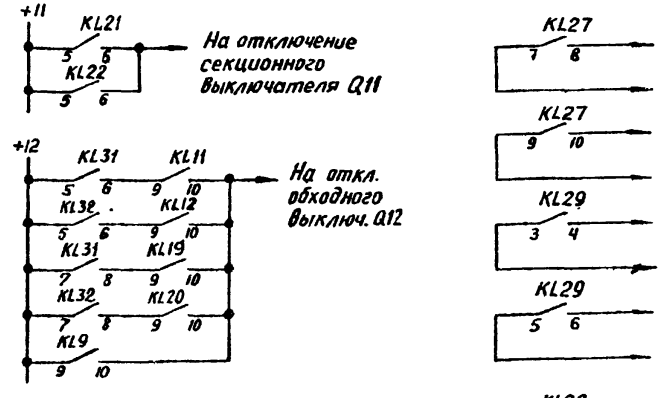 +11
KL21
5 6
KL22
5 6
На отключение
секционного
выключателя Q11
+12
KL31 KL11
5 6 9 10
KL32 KL12
5 6 9 10
KL31 KL19
7 8 9 10
KL32 KL20
7 8 9 10
KL9
9 10
На откл.
обходного
выключ. Q12
KL27
7 8
KL27
9 10
KL29
3 4
KL29
5 6